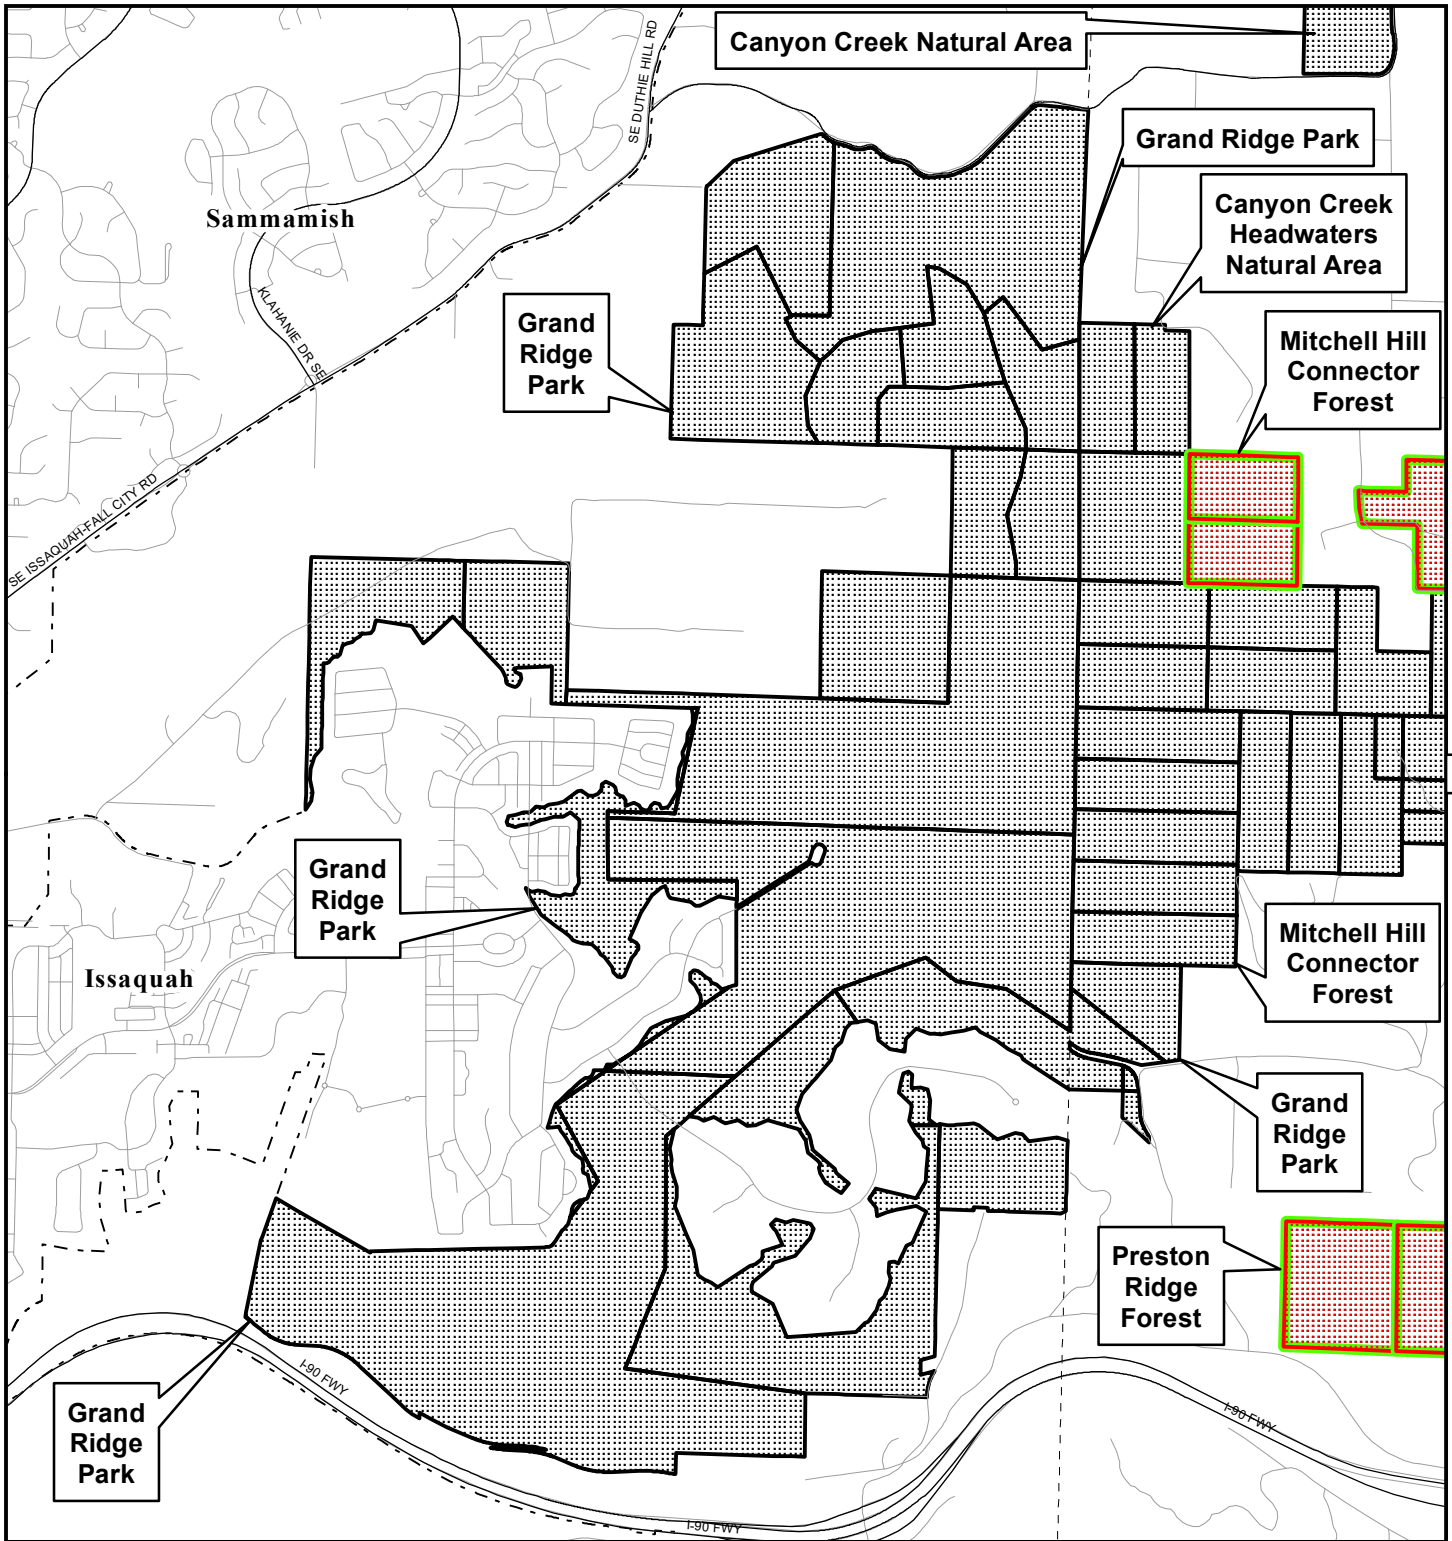 Canyon Creek Natural Area
SE DUTHIE HILL RD
Grand Ridge Park
Canyon Creek
Headwaters
Natural Area
Sammamish
KLAHANIE DR SE
Grand
Ridge
Park
Mitchell Hill
Connector
Forest
SE ISSAQUAH-FALL CITY RD
Grand
Ridge
Park
Mitchell Hill
Connector
Forest
Issaquah
Grand
Ridge
Park
Preston
Ridge
Forest
I-90 FWY
Grand
Ridge
Park
I-90 FWY
I-90 FWY